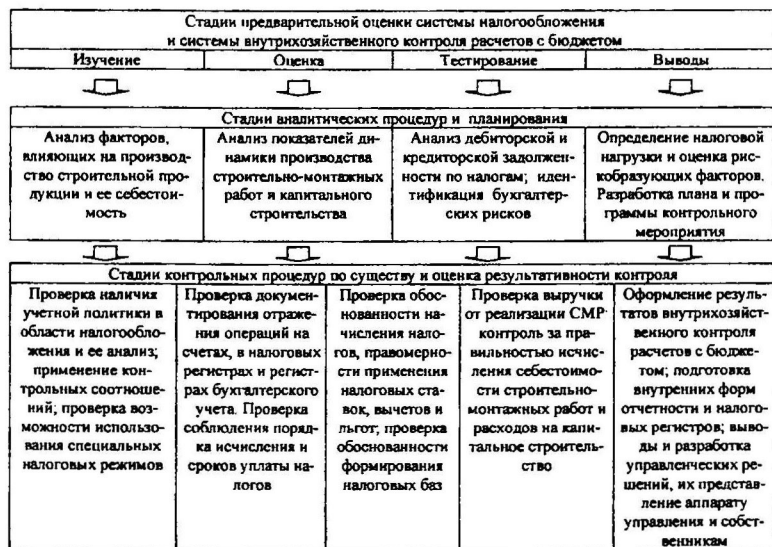 Стадии предварительной оценки системы налогообложения
и системы внутрихозяйственного контроля расчетов с бюджетом
Изучение
Оценка
Тестирование
Выводы
Стадии аналитических процедур и планирования
Анализ факторов,
влияющих на производ-
ство строительной про-
дукции и ее себестои-
мость
Анализ показателей ди-
намики производства
строительно-монтажных
работ и капитального
строительства
Анализ дебиторской и
кредиторской задолжен-
ности по налогам; иден-
тификация бухгалтер-
ских рисков
Определение налоговой
нагрузки и оценка рис-
кобразующих факторов.
Разработка плана и про-
граммы контрольного
мероприятия
Стадии контрольных процедур по существу и оценка результативности контроля
Проверка наличия
учетной политики в
области налогообло-
жения и ее анализ;
применение кон-
трольных соотноше-
ний; проверка воз-
можности использо-
вания специальных
налоговых режимов
Проверка докумен-
тирования отраже-
ния операций на
счетах, в налоговых
регистрах и регист-
рах бухгалтерского
учета. Проверка
соблюления поряд-
ка исчисления и
сроков уплаты на-
логов
Проверка обос-
нованности на-
числения нало-
гов, правомерно-
сти применения
налоговых ста-
вок, вычетов и
льгот; проверка
обоснованности
формирования
налоговых баз
Проверка выручки
от реализации СМР
контроль за пра-
вильностью исчис-
ления себестоимо-
сти строительно-
монтажных работ и
расходов на капи-
тальное строитель-
ство
Оформление резуль-
татов внутрихозяйст-
венного контроля
расчетов с бюдже-
том; подготовка
внутренних форм
отчетности и налого-
вых регистров; выво-
ды и разработка
управленческих ре-
шений, их представ-
ление аппарату
управления и собст-
венникам